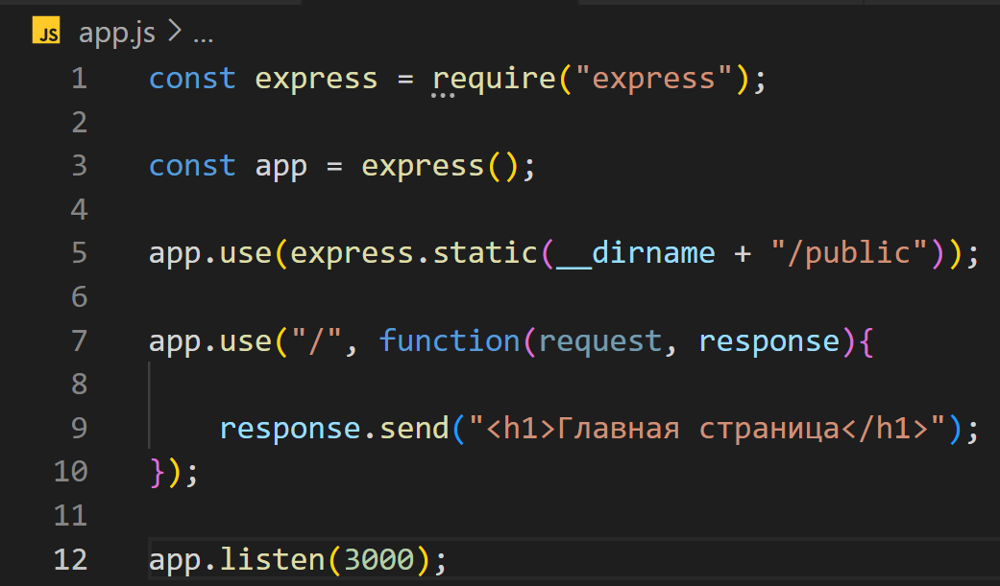 JS app.js > ...
1 const express = require("express");
2
3 const app = express();
4
5 app.use(express.static(__dirname + "/public"));
6
7 app.use("/", function(request, response){
8
9     response.send("<h1>Главная страница</h1>");
10 });
11
12 app.listen(3000);